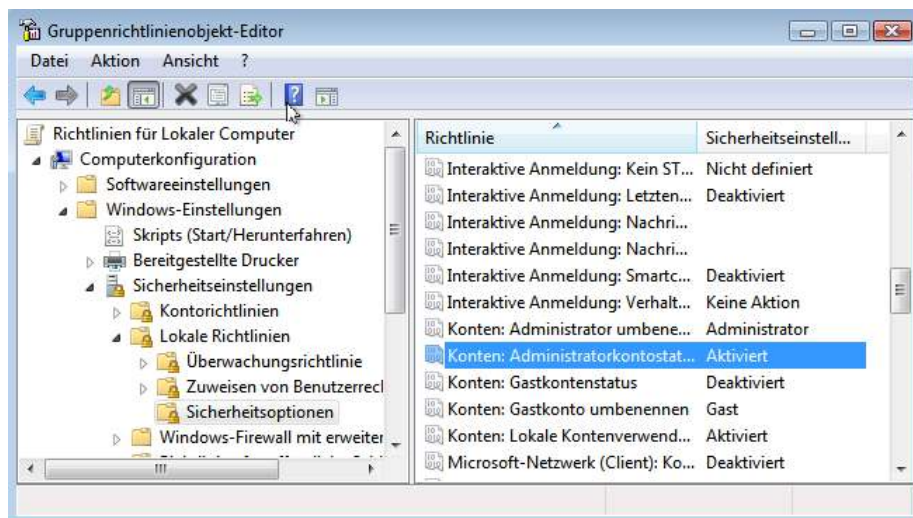 Gruppenrichtlinienobjekt-Editor
Datei Aktion Ansicht ?
Richtlinien für Lokaler Computer
Computerkonfiguration
Softwareeinstellungen
Windows-Einstellungen
Skripts (Start/Herunterfahren)
Bereitgestellte Drucker
Sicherheitseinstellungen
Kontorichtlinien
Lokale Richtlinien
Überwachungsrichtlinie
Zuweisen von Benutzerrecl
Sicherheitsoptionen
Windows-Firewall mit erweiter
Richtlinie Sicherheitseinstell...
Interaktive Anmeldung: Kein ST... Nicht definiert
Interaktive Anmeldung: Letzten... Deaktiviert
Interaktive Anmeldung: Nachri...
Interaktive Anmeldung: Nachri...
Interaktive Anmeldung: Smartc... Deaktiviert
Interaktive Anmeldung: Verhalt... Keine Aktion
Konten: Administrator umbene... Administrator
Konten: Administratorkontostat... Aktiviert
Konten: Gastkontenstatus Deaktiviert
Konten: Gastkonto umbenennen Gast
Konten: Lokale Kontenverwend... Aktiviert
Microsoft-Netzwerk (Client): Ko... Deaktiviert